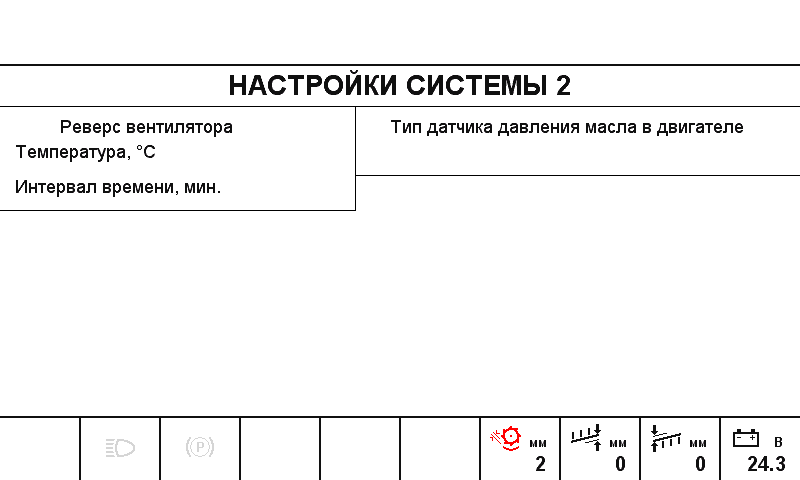 НАСТРОЙКИ СИСТЕМЫ 2
Реверс вентилятора
Температура, °C
Интервал времени, мин.
Тип датчика давления масла в двигателе
(P)
мм
2
мм
0
мм
0
В
24.3